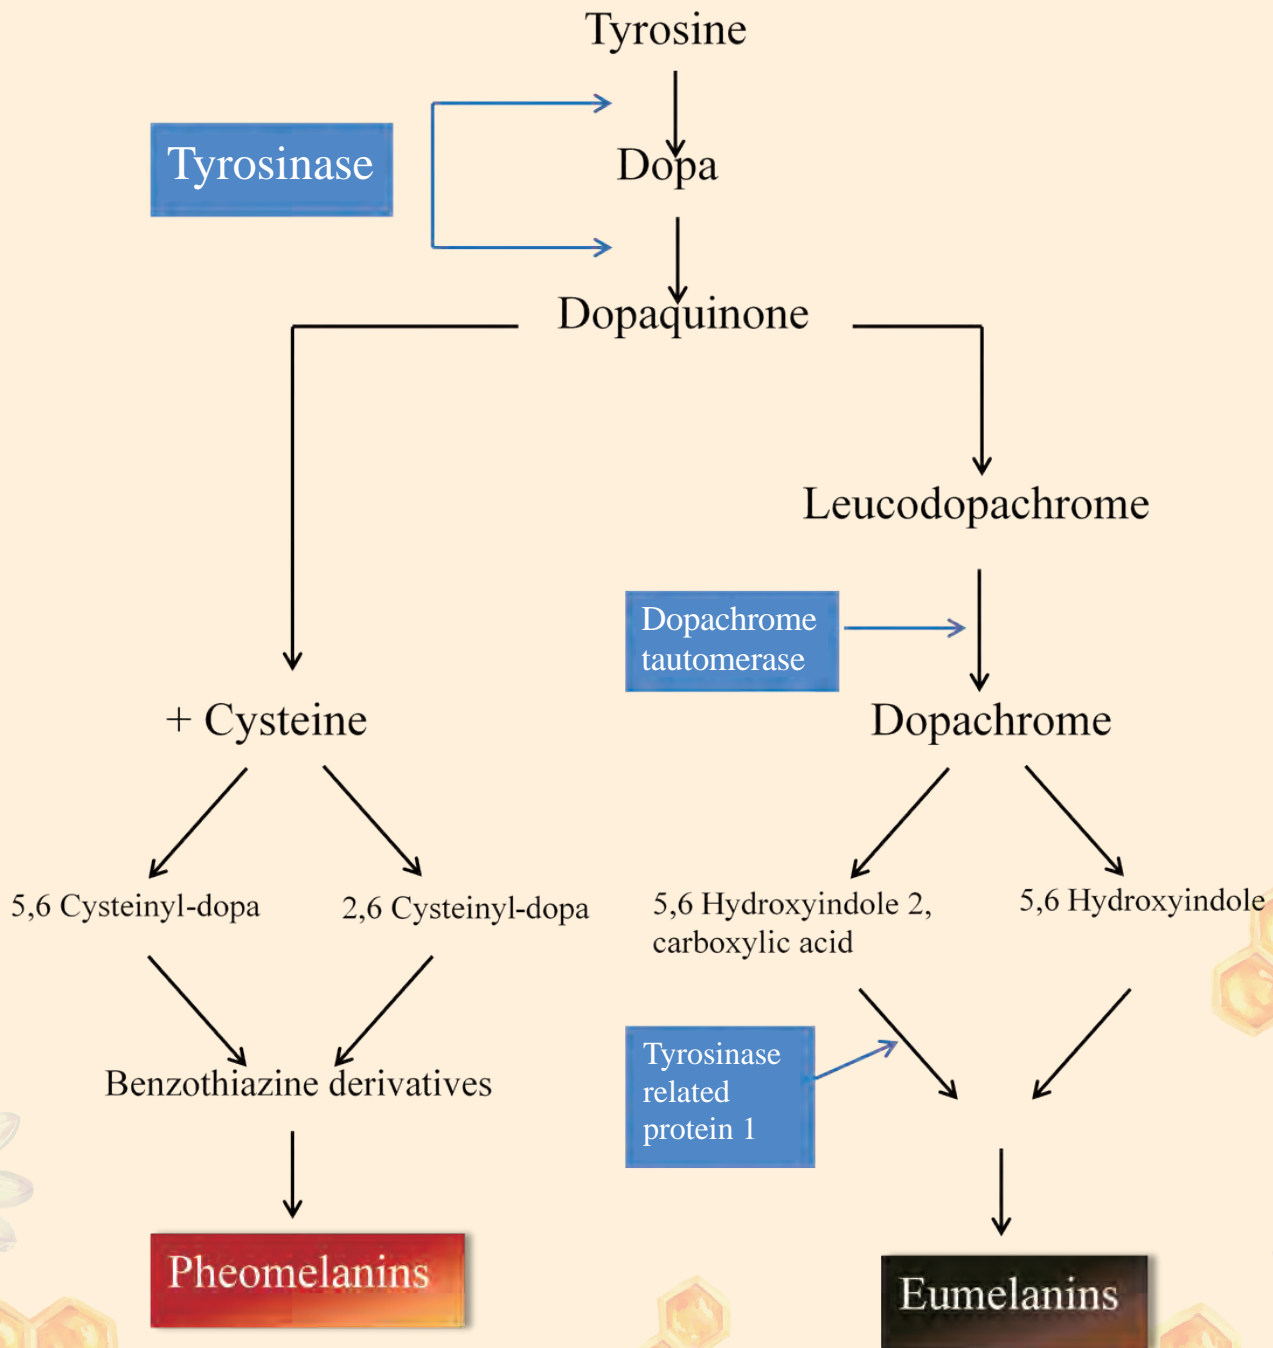 Tyrosine
Tyrosinase
Dopa
Dopaquinone
Leucodopachrome
Dopachrome
tautomerase
+ Cysteine
Dopachrome
5,6 Cysteinyl-dopa
2,6 Cysteinyl-dopa
5,6 Hydroxyindole 2,
carboxylic acid
5,6 Hydroxyindole
Tyrosinase
related
protein 1
Benzothiazine derivatives
Pheomelanins
Eumelanins